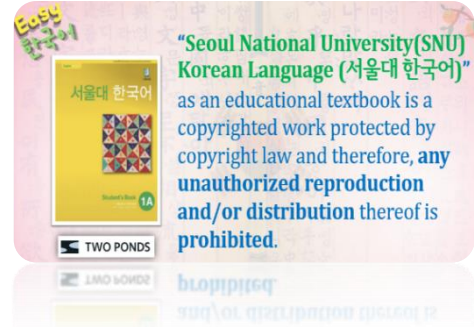 Easy
한국어
서울대 한국어
Student's Book 1A
TWO PONDS
"Seoul National University(SNU)
Korean Language (서울대 한국어)"
as an educational textbook is a
copyrighted work protected by
copyright law and therefore, any
unauthorized reproduction
and/or distribution thereof is
prohibited.